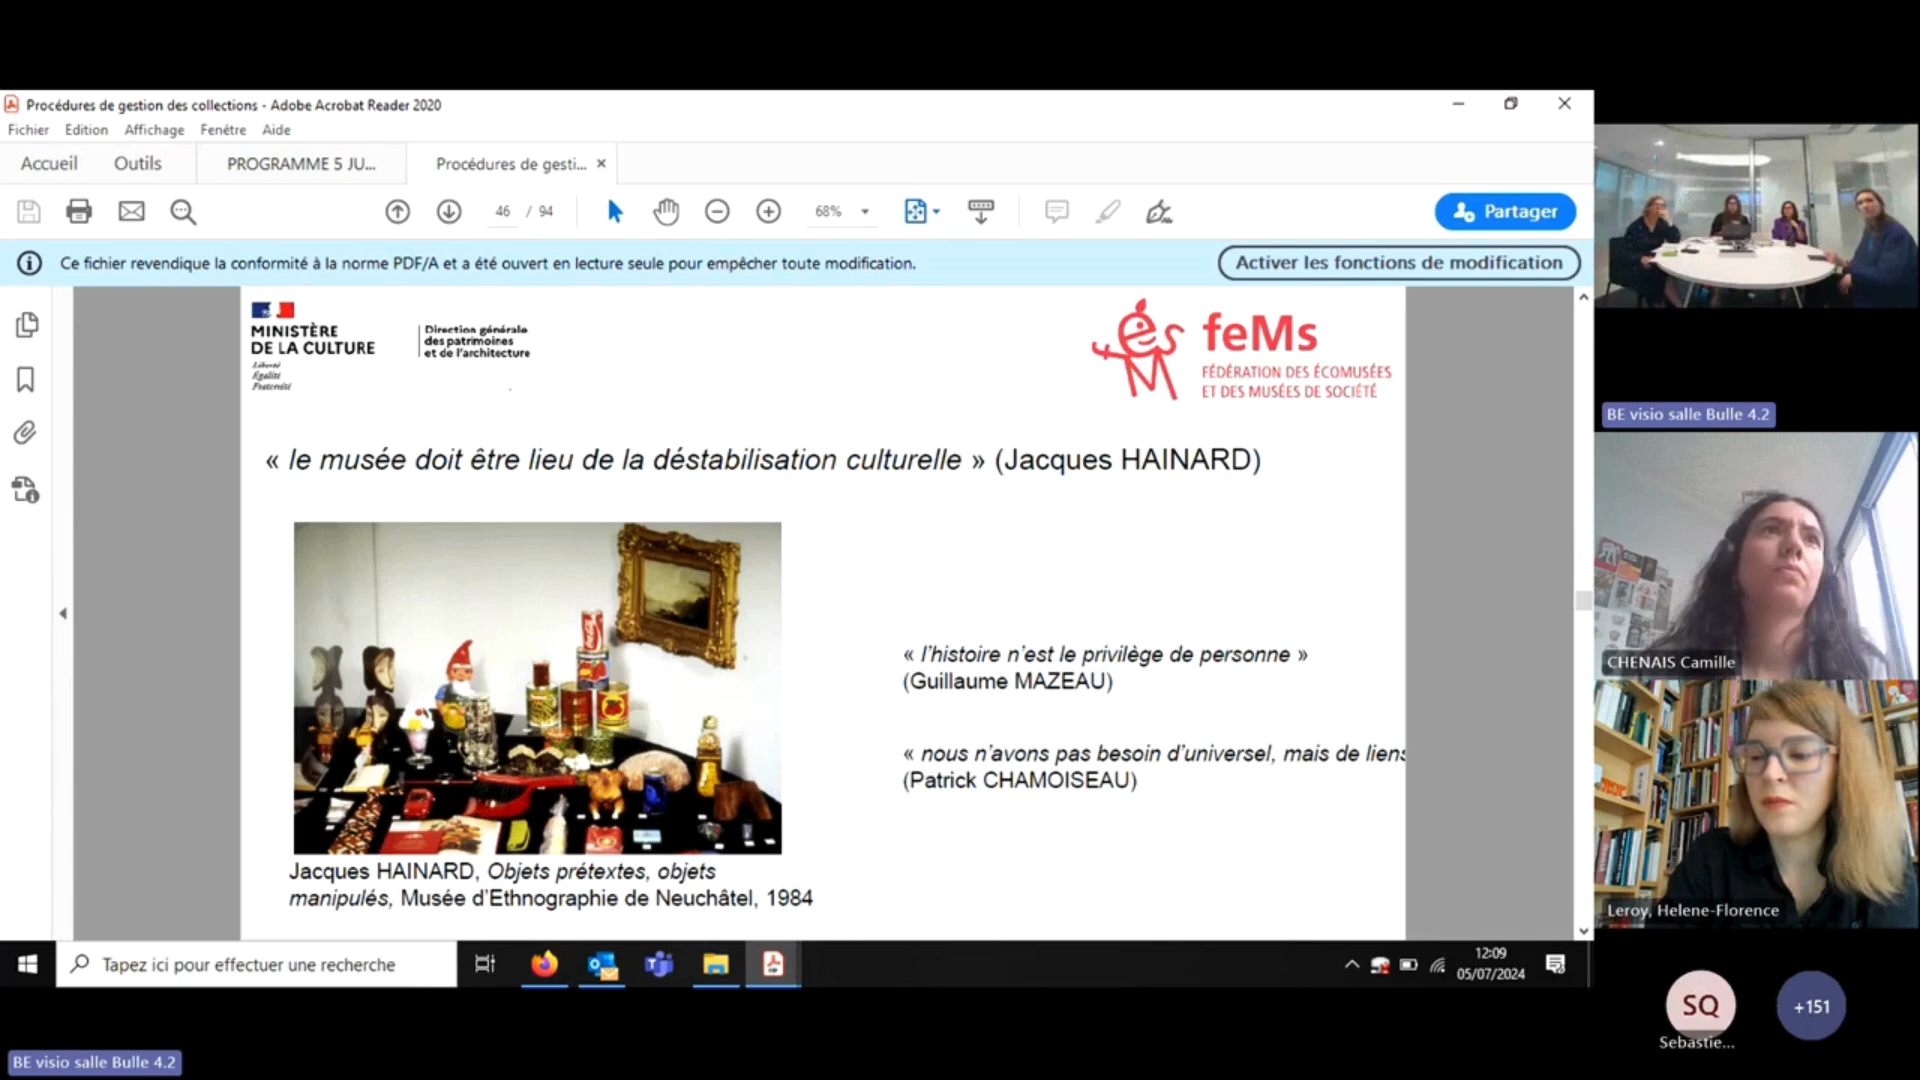 Procédures de gestion des collections - Adobe Acrobat Reader 2020
Fichier Edition Affichage Fenêtre Aide
Accueil Outils PROGRAMME 5 JU... Procédures de gesti... ×
46 / 94 68% Partager
Ce fichier revendique la conformité à la norme PDF/A et a été ouvert en lecture seule pour empêcher toute modification. Activer les fonctions de modification
MINISTÈRE
DE LA CULTURE
Liberté
Égalité
Fraternité
Direction générale
des patrimoines
et de l'architecture
feMs
FÉDÉRATION DES ÉCOMUSÉES
ET DES MUSÉES DE SOCIÉTÉ
« le musée doit être lieu de la déstabilisation culturelle » (Jacques HAINARD)
« l'histoire n'est le privilège de personne »
(Guillaume MAZEAU)
« nous n'avons pas besoin d'universel, mais de liens
(Patrick CHAMOISEAU)
Jacques HAINARD, Objets prétextes, objets
manipulés, Musée d'Ethnographie de Neuchâtel, 1984
Tapez ici pour effectuer une recherche
12:09
05/07/2024
BE visio salle Bulle 4.2
CHENAIS Camille
Leroy, Helene-Florence
SQ
Sebastie...
+151
BE visio salle Bulle 4.2